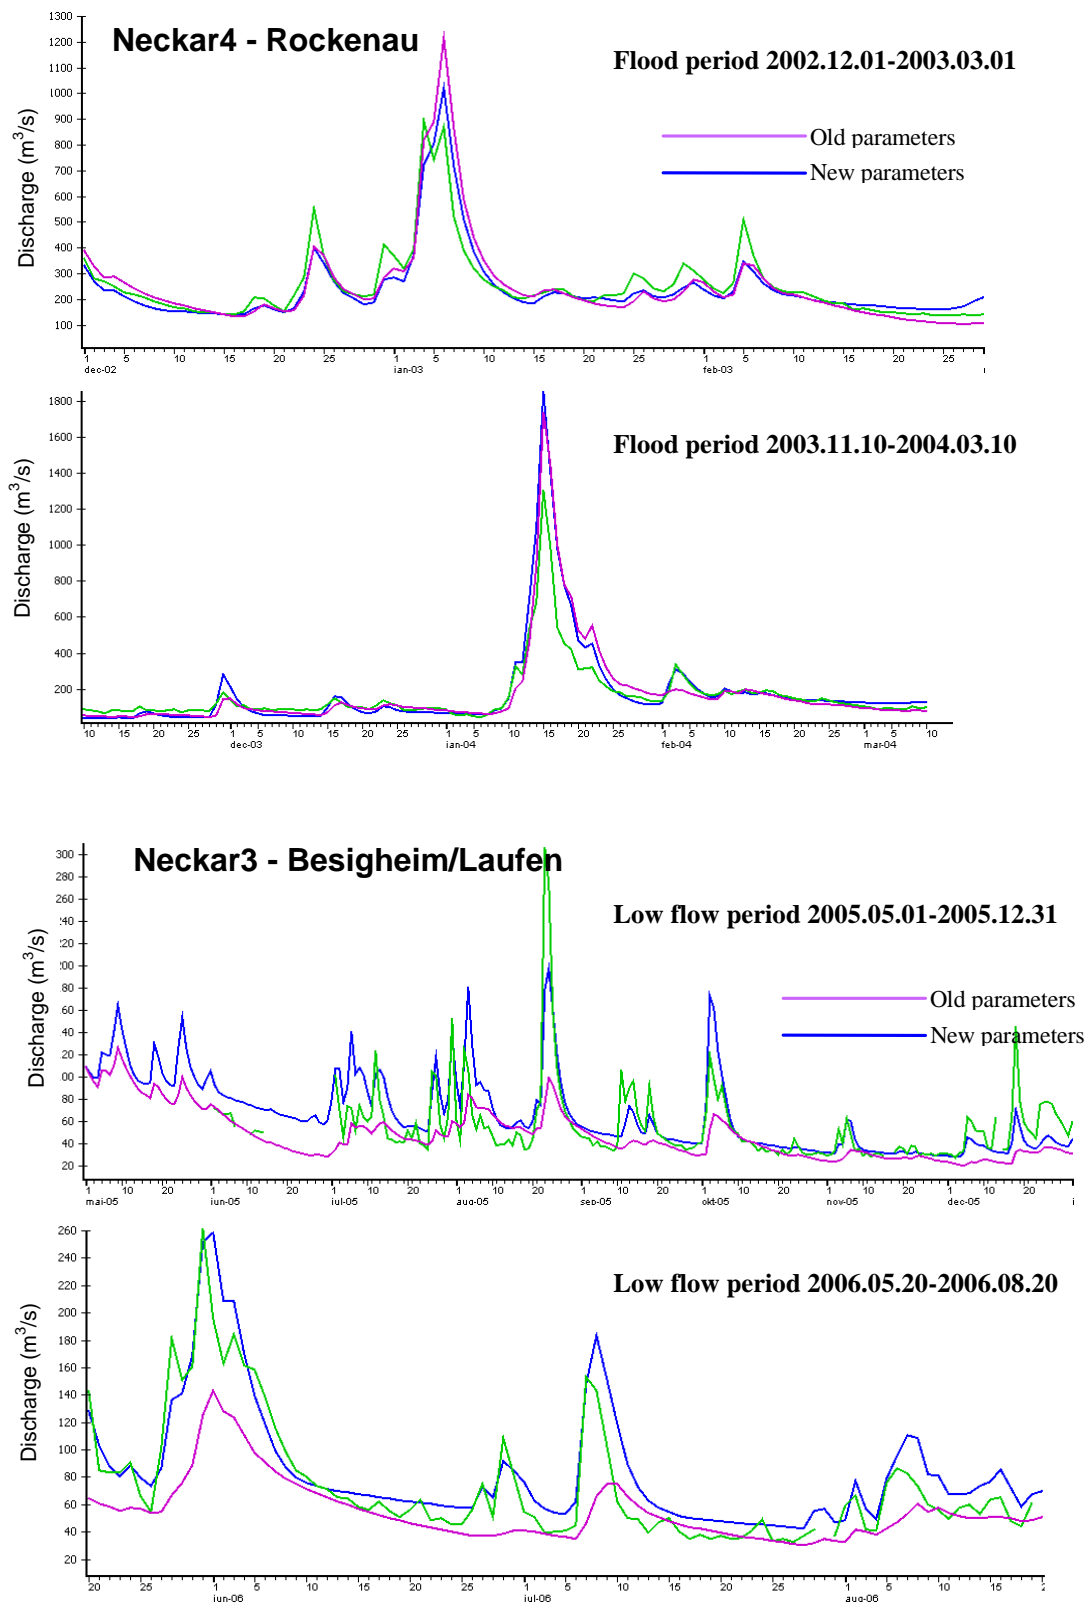 Neckar4 - Rockenau
Flood period 2002.12.01-2003.03.01
Old parameters
New parameters
Discharge (m³/s)
1300
1200
1100
1000
900
800
700
600
500
400
300
200
100
1 5 10 15 20 25 1 5 10 15 20 25 1 5 10 15 20 25
dec-02 ian-03 feb-03
Flood period 2003.11.10-2004.03.10
Discharge (m³/s)
1800
1600
1400
1200
1000
800
600
400
200
10 15 20 25 1 5 10 15 20 25 1 5 10 15 20 25 1 5 10 15 20 25 1 5 10
dec-03 ian-04 feb-04 mar-04
Neckar3 - Besigheim/Laufen
Low flow period 2005.05.01-2005.12.31
Old parameters
New parameters
Discharge (m³/s)
300
280
260
:40
:20
:00
80
60
40
20
00
80
60
40
20
1 10 20 1 10 20 1 10 20 1 10 20 1 10 20 1 10 20 1 10 20 1 10 20
mai-05 iun-05 iul-05 aug-05 sep-05 okt-05 nov-05 dec-05
Low flow period 2006.05.20-2006.08.20
Discharge (m³/s)
260
240
220
200
180
160
140
120
100
80
60
40
20
20 25 1 5 10 15 20 25 1 5 10 15 20 25 1 5 10 15 2
iun-06 iul-06 aug-06